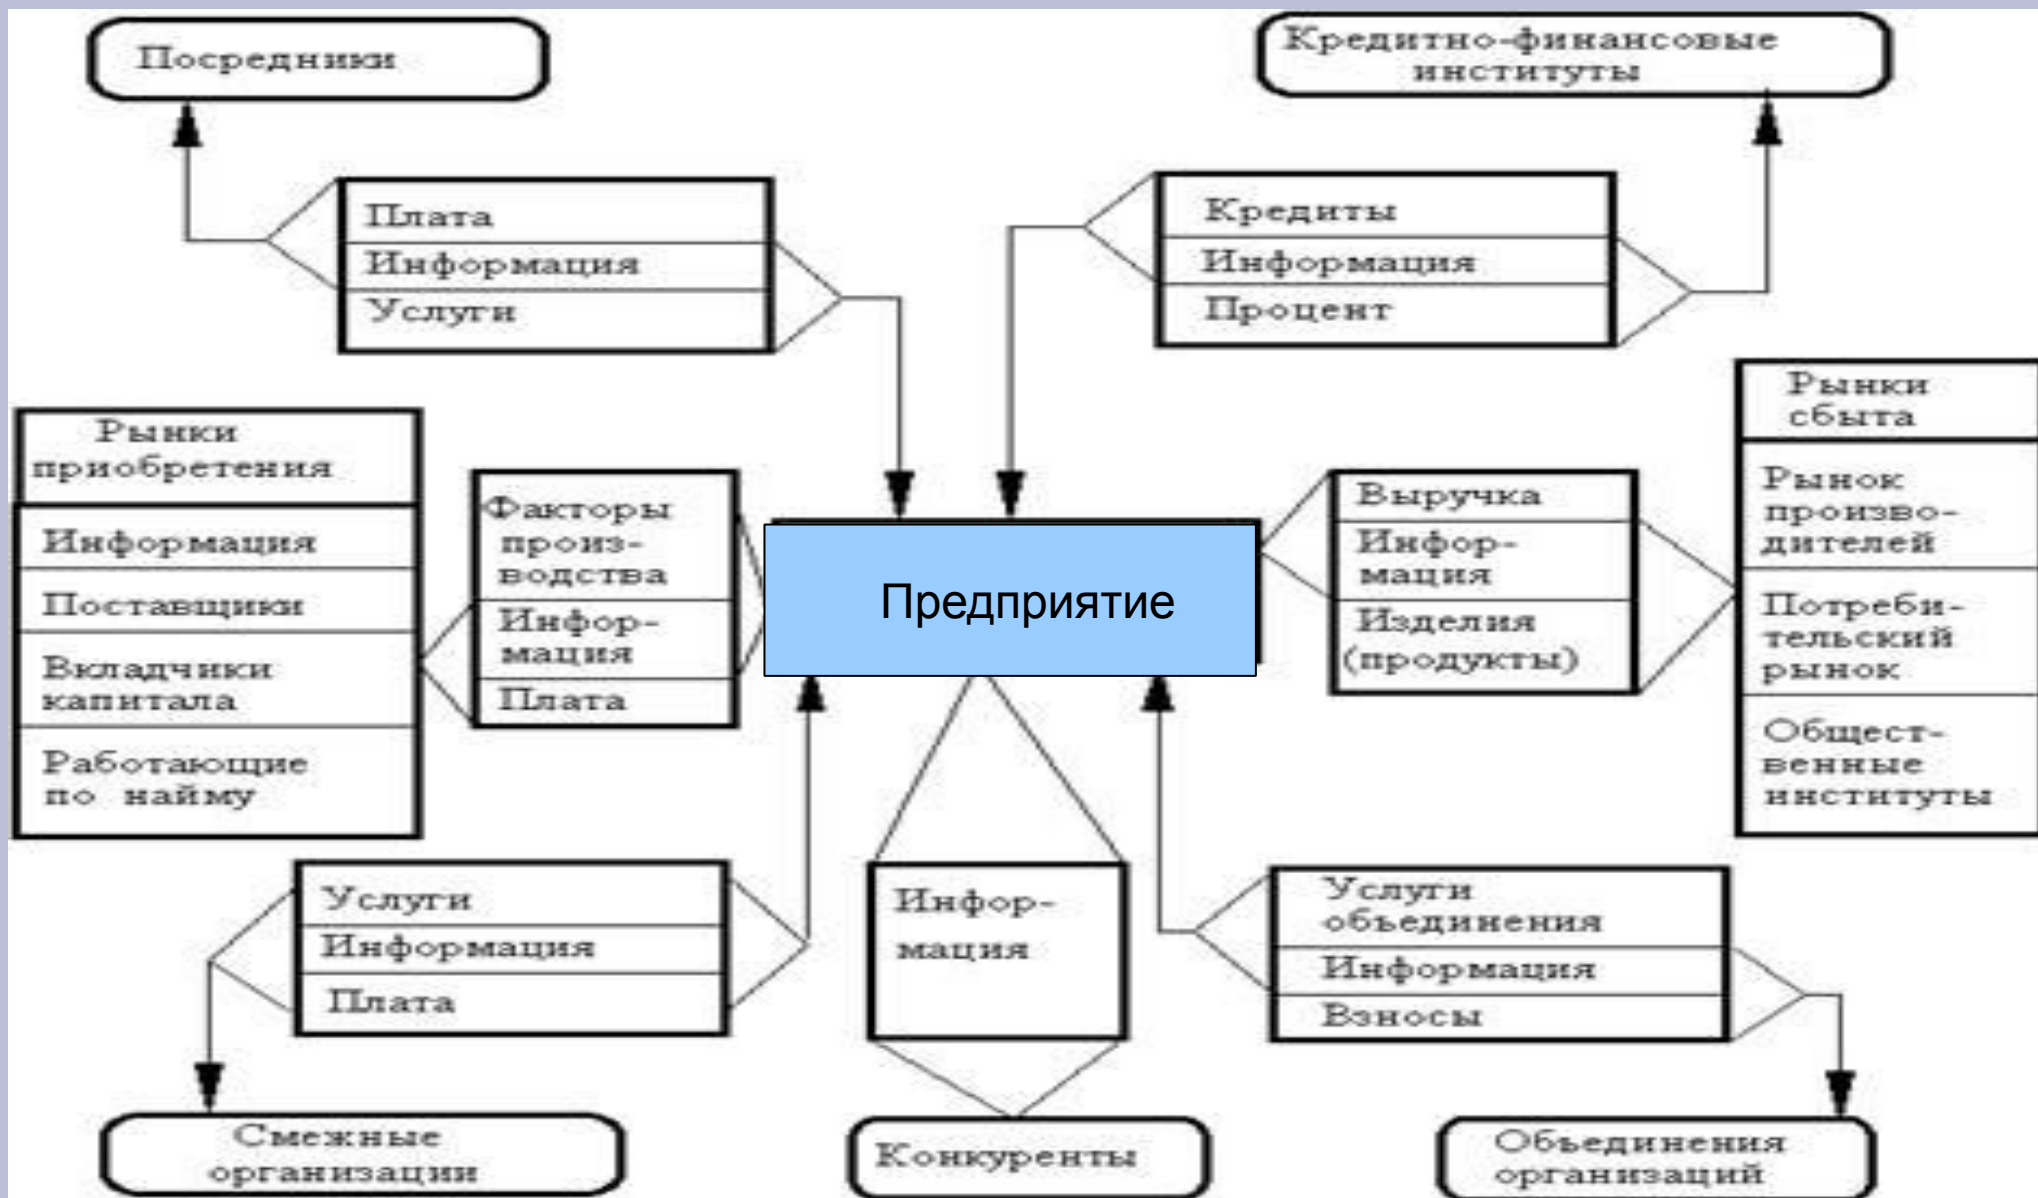 Посредники
Кредитно-финансовые
институты
Плата
Информация
Услуги
Кредиты
Информация
Процент
Рынки
приобретения
Информация
Поставщики
Вкладчики
капитала
Работающие
по найму
Факторы
произ-
водства
Инфор-
мация
Плата
Предприятие
Выручка
Инфор-
мация
Изделия
(продукты)
Рынки
сбыта
Рынок
произво-
дителей
Потреби-
тельский
рынок
Общест-
венные
институты
Услуги
Информация
Плата
Инфор-
мация
Услуги
объединения
Информация
Взносы
Смежные
организации
Конкуренты
Объединения
организаций